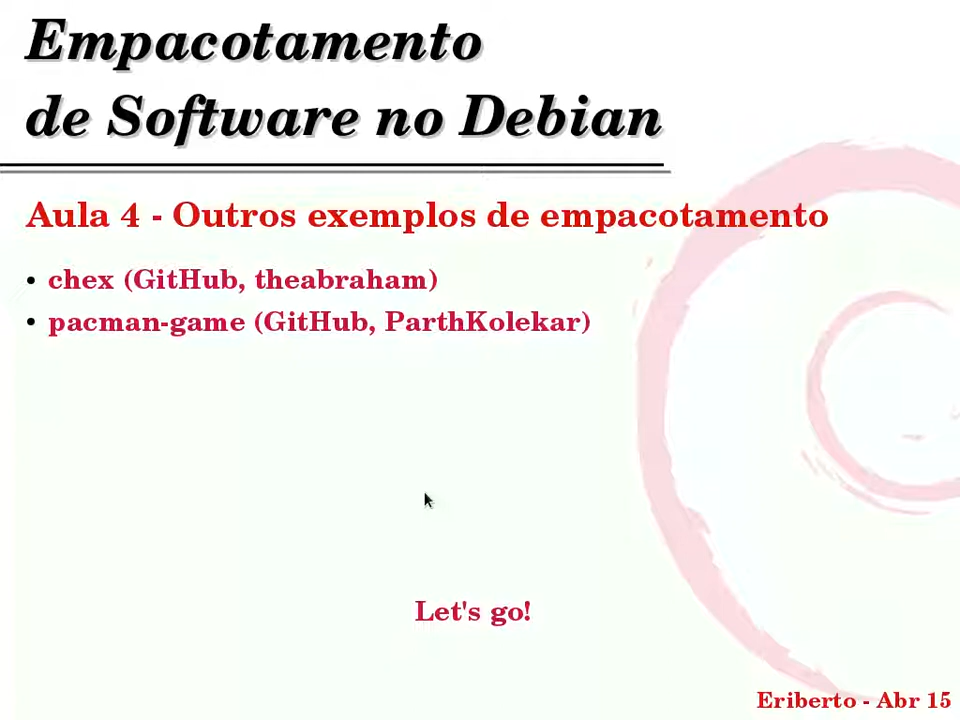 Empacotamento
de Software no Debian
Aula 4 - Outros exemplos de empacotamento
• chex (GitHub, theabraham)
• pacman-game (GitHub, ParthKolekar)
Let's go!
Eriberto - Abr 15